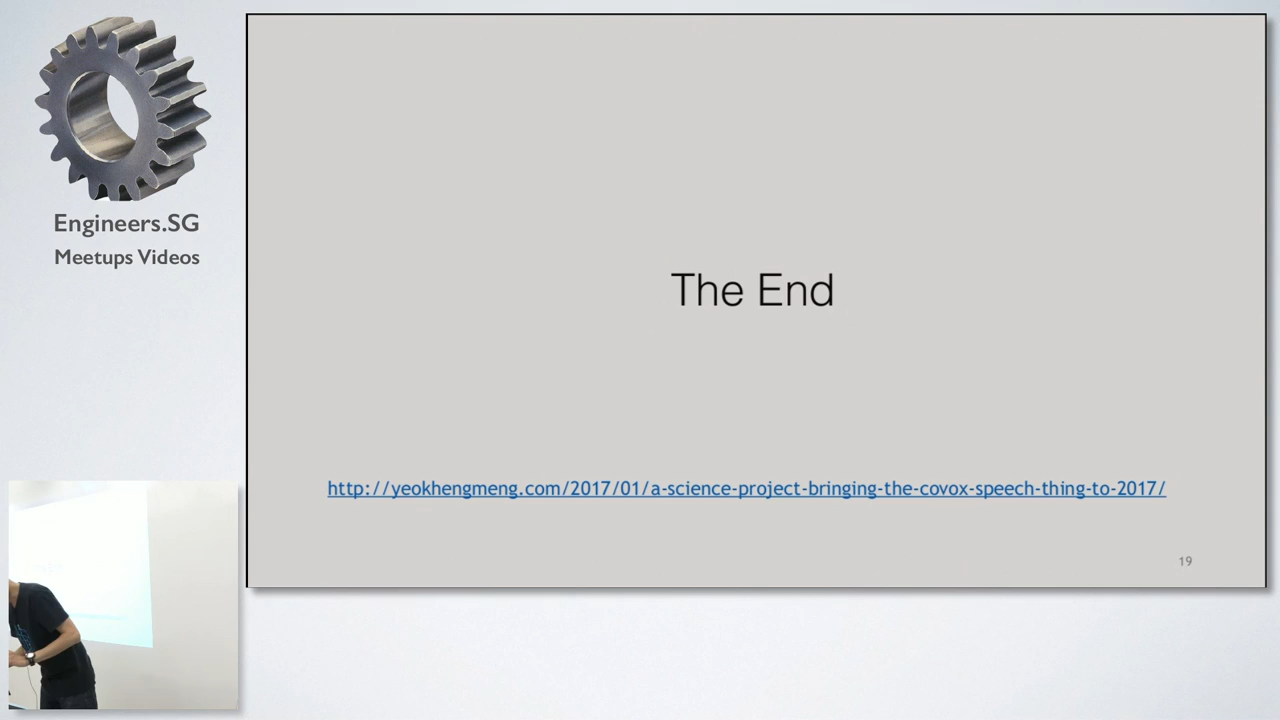 Engineers.SG
Meetups Videos
The End
http://yeokhengmeng.com/2017/01/a-science-project-bringing-the-covox-speech-thing-to-2017/
19